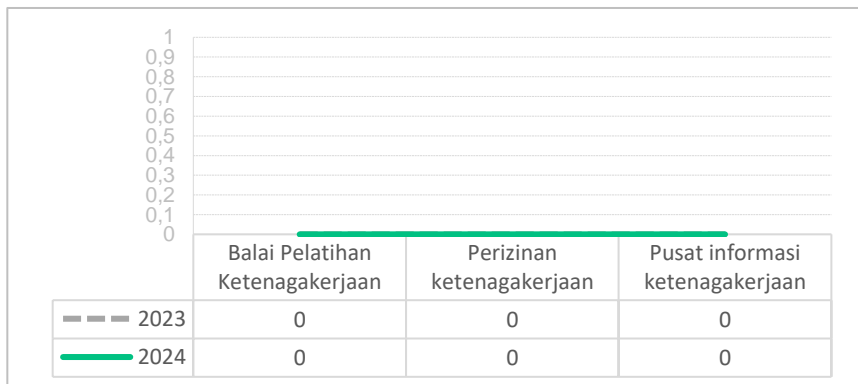 1
0,9
0,8
0,7
0,6
0,5
0,4
0,3
0,2
0,1
0
Balai Pelatihan Ketenagakerjaan
Perizinan ketenagakerjaan
Pusat informasi ketenagakerjaan
2023 0 0 0
2024 0 0 0